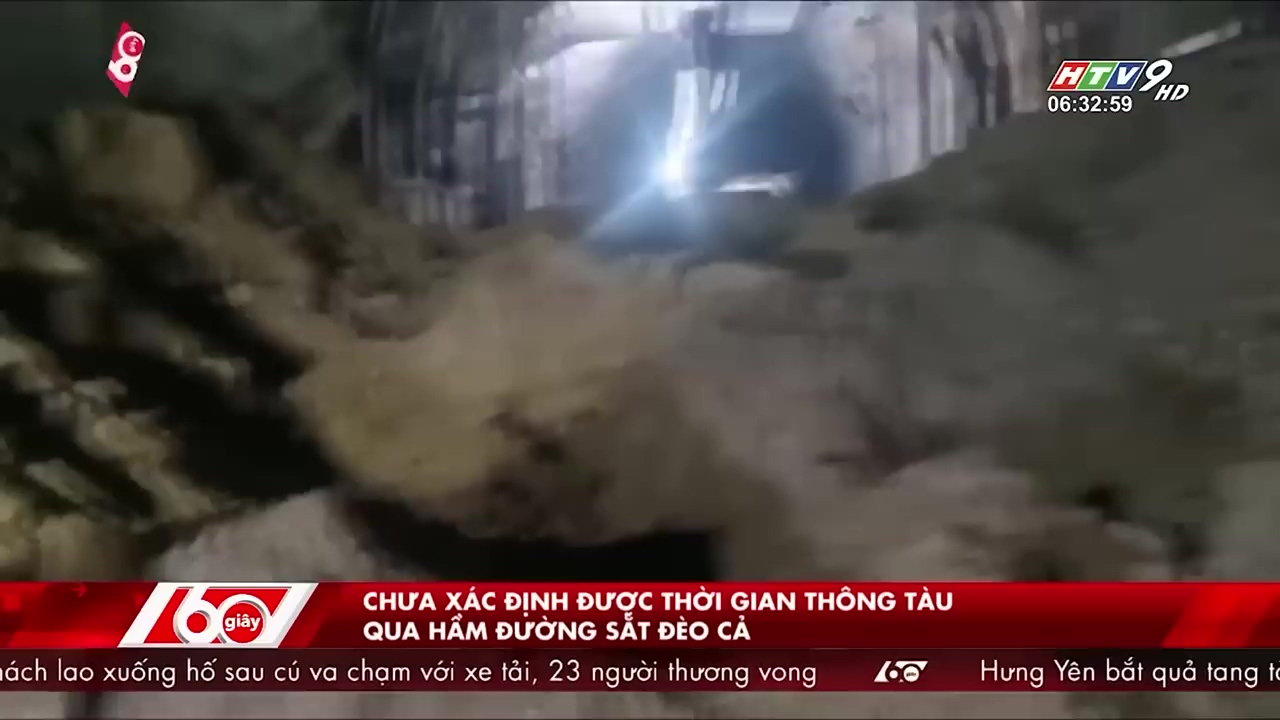 60
HTV9 HD
06:32:59
60 giây
CHƯA XÁC ĐỊNH ĐƯỢC THỜI GIAN THÔNG TÀU
QUA HẦM ĐƯỜNG SẮT ĐÈO CẢ
lao xuống hố sau cú va chạm với xe tải, 23 người thương vong 60 Hưng Yên bắt quả tang